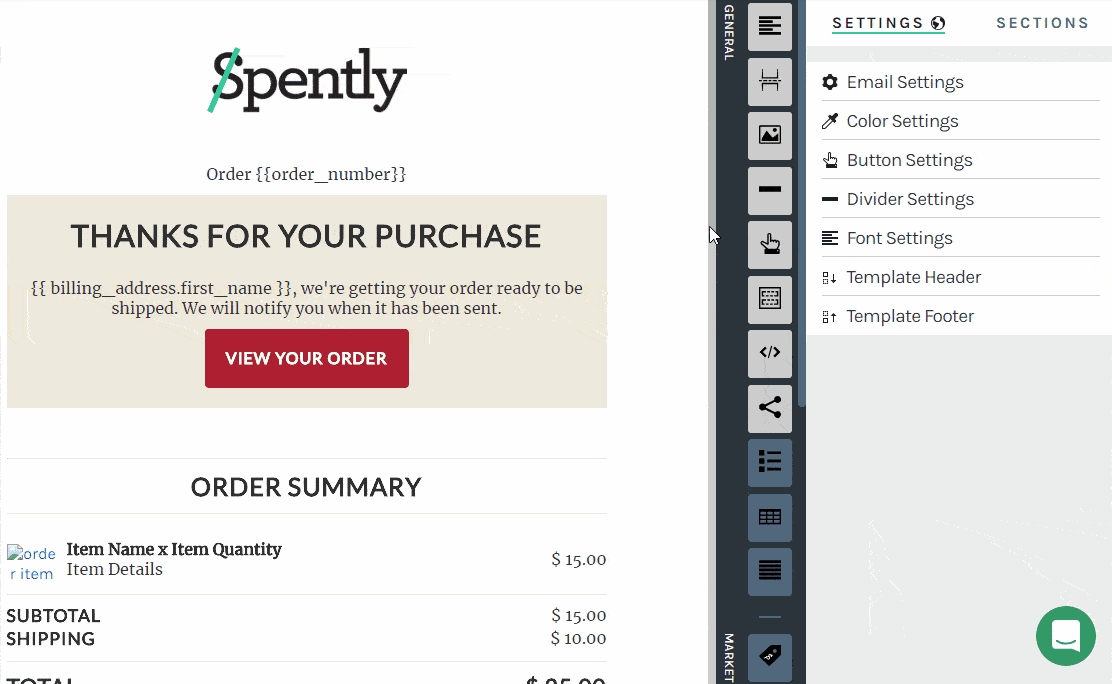 Spently
Order {{order_number}}
THANKS FOR YOUR PURCHASE
{{ billing_address.first_name }}, we're getting your order ready to be
shipped. We will notify you when it has been sent.
VIEW YOUR ORDER
ORDER SUMMARY
orde
r item
Item Name x Item Quantity
Item Details
$ 15.00
SUBTOTAL
$ 15.00
SHIPPING
$ 10.00
TOTAL
$ 25.00
GENERAL
</>
MARKET
SETTINGS
SECTIONS
Email Settings
Color Settings
Button Settings
Divider Settings
Font Settings
Template Header
Template Footer